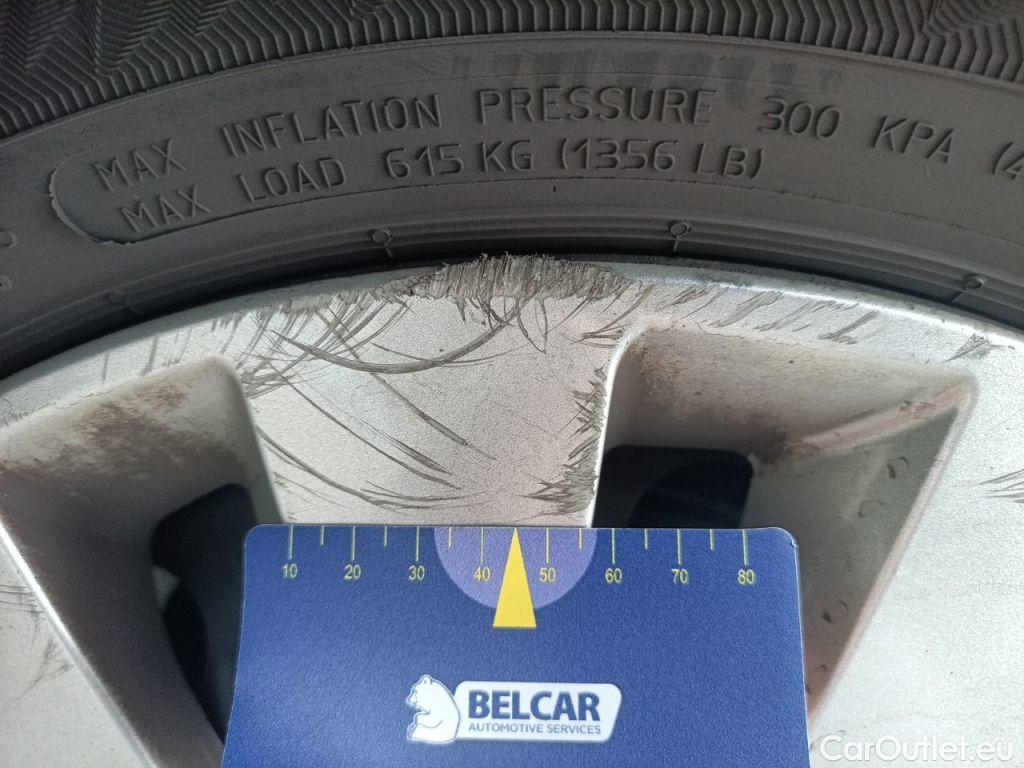 MAX INFLATION PRESSURE 300 KPA (4
MAX LOAD 615 KG (1356 LB)
10 20 30 40 50 60 70 80
BELCAR
AUTOMOTIVE SERVICES
CarOutlet.eu